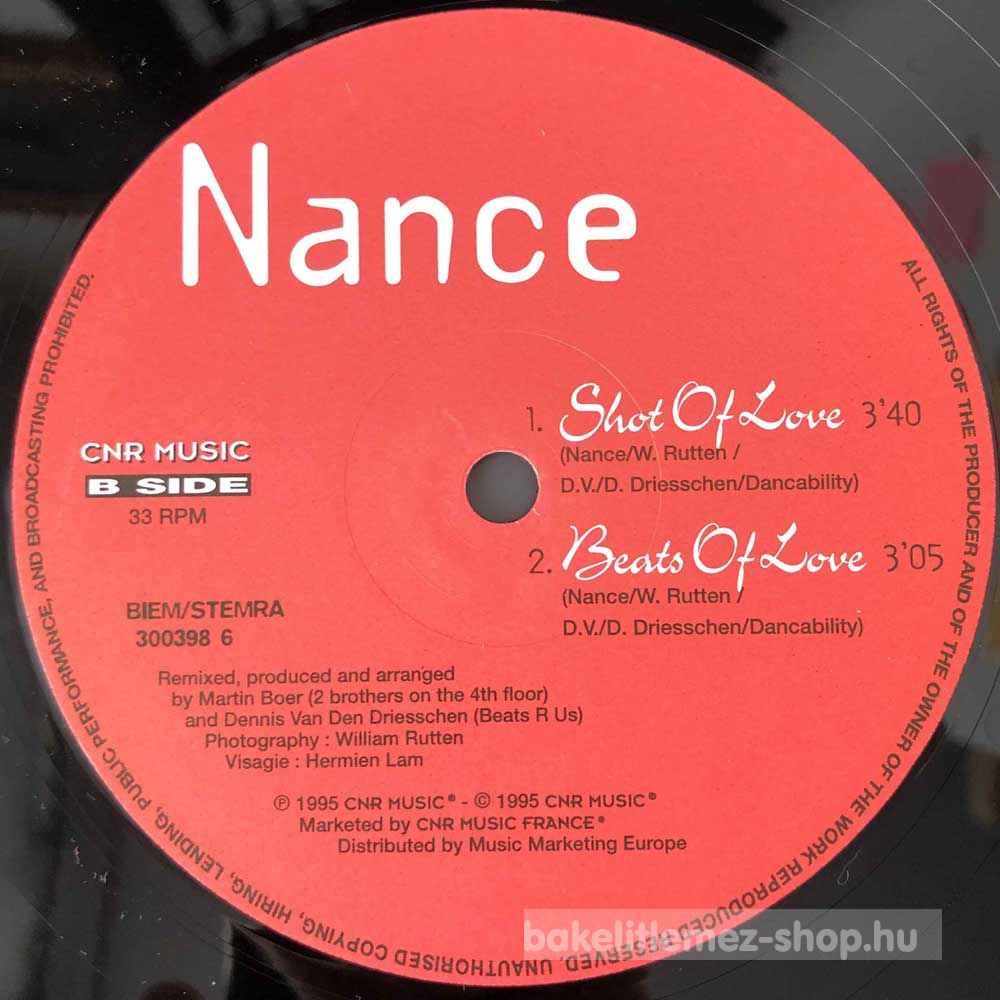 Nance
1. Shot Of Love 3'40
(Nance/W. Rutten /
D.V./D. Driesschen/Dancability)
2. Beats Of Love 3'05
(Nance/W. Rutten /
D.V./D. Driesschen/Dancability)
CNR MUSIC
B SIDE
33 RPM
BIEM/STEMRA
300398 6
Remixed, produced and arranged
by Martin Boer (2 brothers on the 4th floor)
and Dennis Van Den Driesschen (Beats R Us)
Photography : William Rutten
Visagie : Hermien Lam
℗ 1995 CNR MUSIC® - © 1995 CNR MUSIC®
Marketed by CNR MUSIC FRANCE®
Distributed by Music Marketing Europe
ALL RIGHTS OF THE PRODUCER AND OF THE OWNER OF THE WORK REPRODUCED RESERVED. UNAUTHORISED COPYING, HIRING, LENDING, PUBLIC PERFORMANCE, AND BROADCASTING PROHIBITED.
bakelitlemez-shop.hu